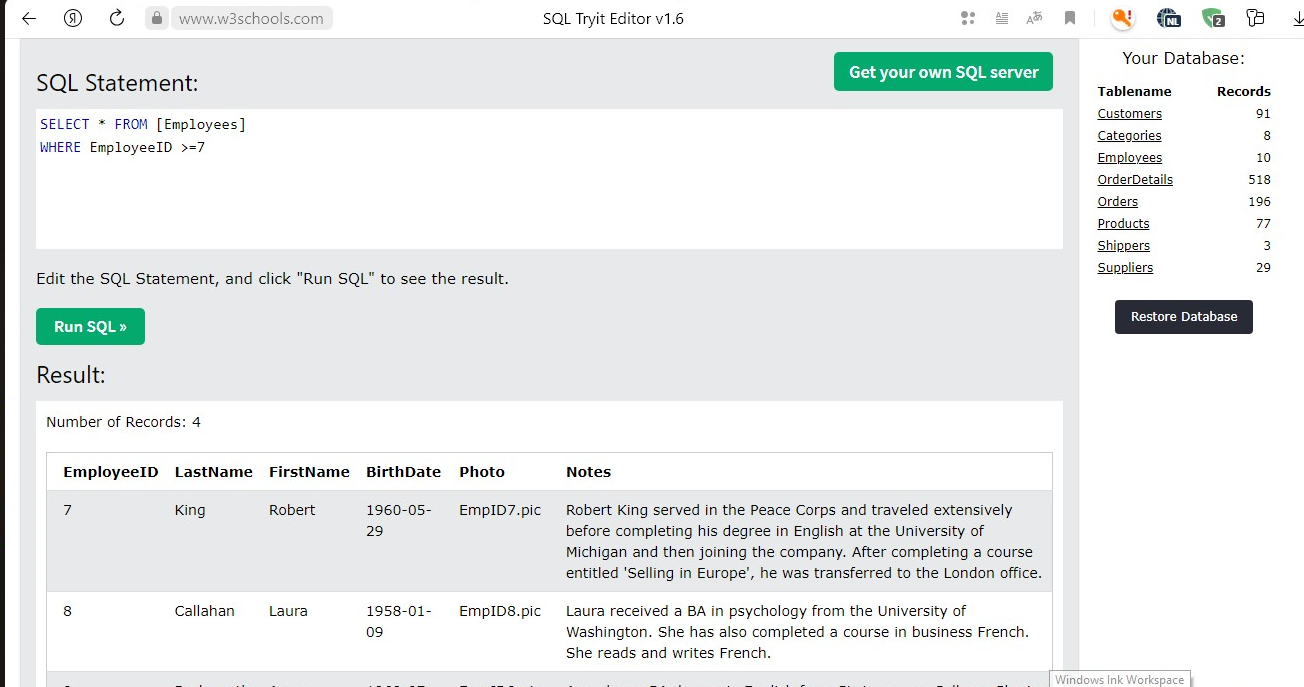 www.w3schools.com SQL Tryit Editor v1.6
NL 2
SQL Statement:
Get your own SQL server
SELECT * FROM [Employees]
WHERE EmployeeID >=7
Edit the SQL Statement, and click "Run SQL" to see the result.
Run SQL »
Result:
Number of Records: 4
EmployeeID LastName FirstName BirthDate Photo Notes
7 King Robert 1960-05- EmpID7.pic Robert King served in the Peace Corps and traveled extensively
29 before completing his degree in English at the University of
Michigan and then joining the company. After completing a course
entitled 'Selling in Europe', he was transferred to the London office.
8 Callahan Laura 1958-01- EmpID8.pic Laura received a BA in psychology from the University of
09 Washington. She has also completed a course in business French.
She reads and writes French.
Your Database:
Tablename Records
Customers 91
Categories 8
Employees 10
OrderDetails 518
Orders 196
Products 77
Shippers 3
Suppliers 29
Restore Database
Windows Ink Workspace